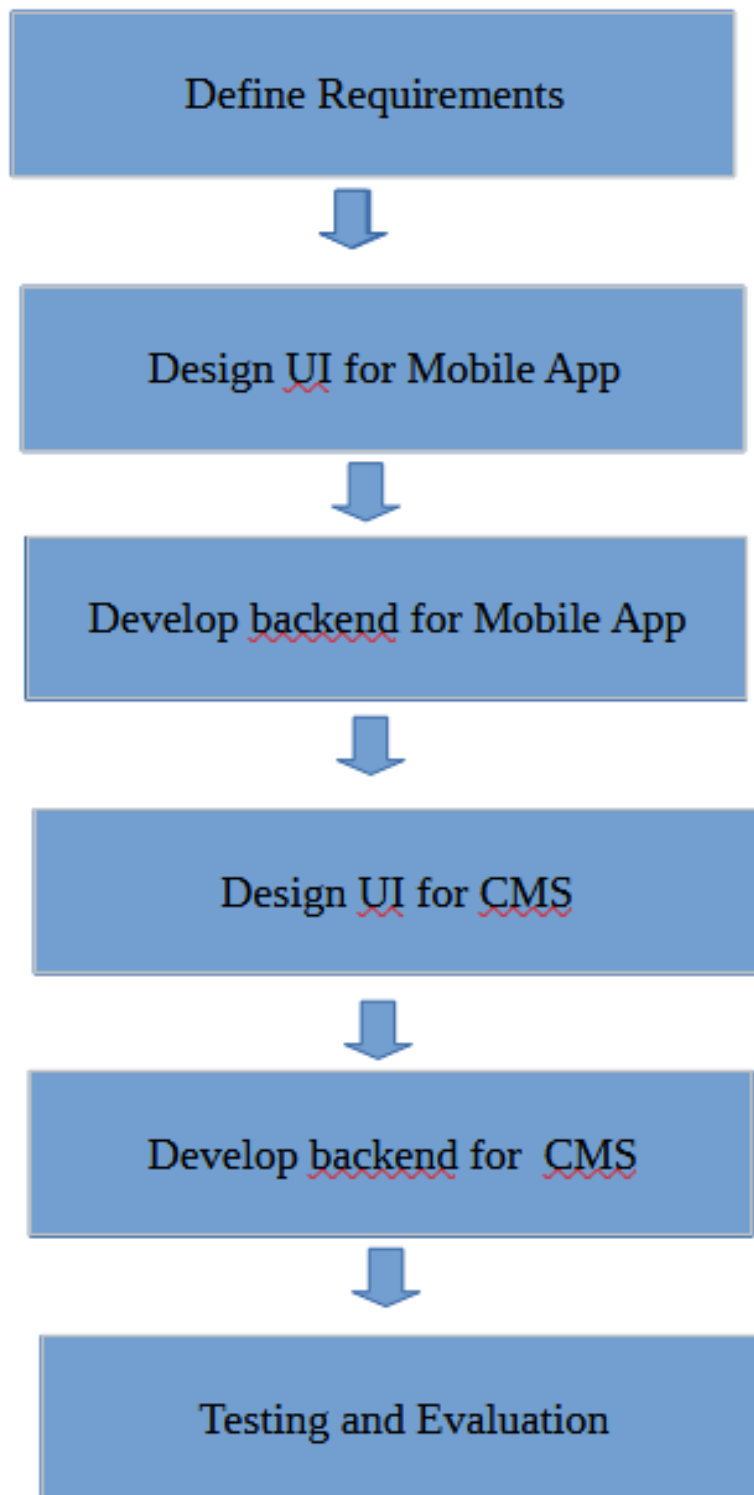 Define Requirements
Design UI for Mobile App
Develop backend for Mobile App
Design UI for CMS
Develop backend for  CMS
Testing and Evaluation